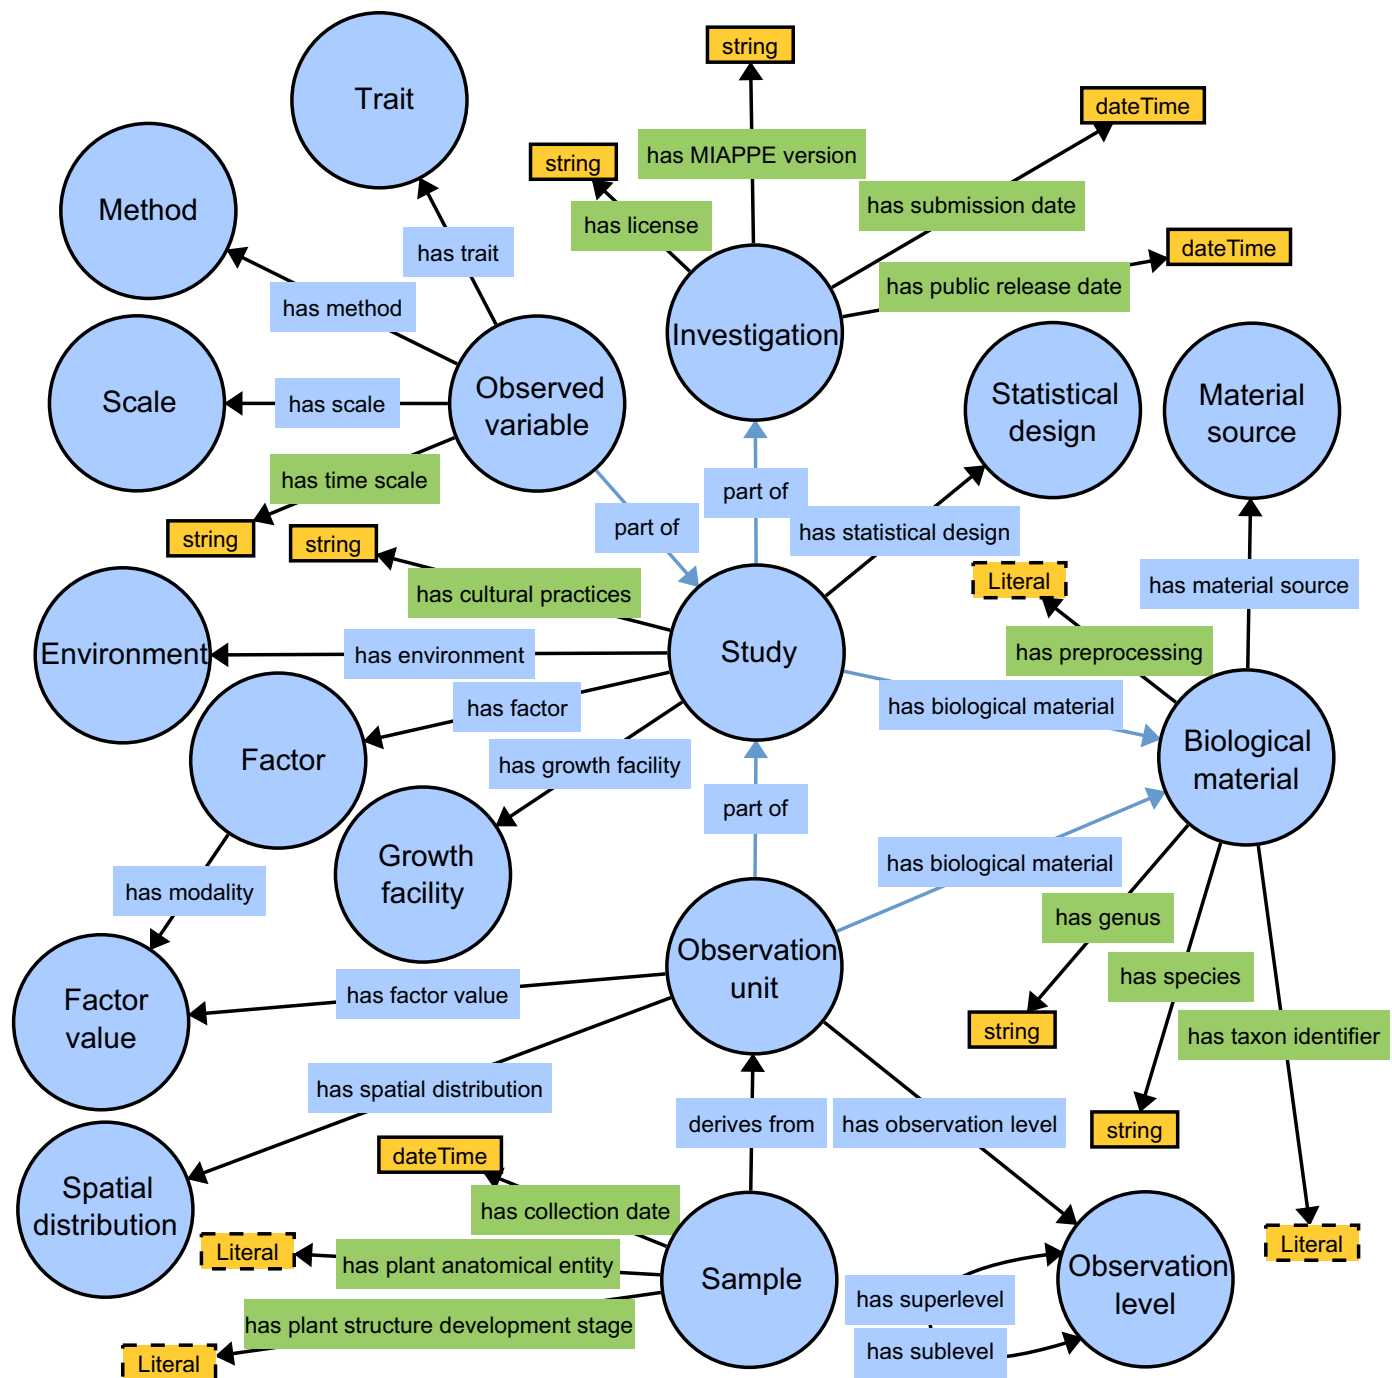 string
Trait
dateTime
has MIAPPE version
string
has submission date
Method
has license
has trait
dateTime
has public release date
has method
Investigation
Observed
variable
Statistical
design
Material
source
Scale
has scale
has time scale
part of
part of
has statistical design
string
string
Literal
has material source
has cultural practices
Environment
has environment
Study
has preprocessing
has factor
has biological material
Biological
material
Factor
has growth facility
part of
Growth
facility
has modality
has biological material
has genus
Observation
unit
has species
Factor
value
has factor value
string
has taxon identifier
has spatial distribution
derives from
has observation level
string
dateTime
Spatial
distribution
has collection date
Literal
has plant anatomical entity
Sample
Literal
Observation
level
has superlevel
has plant structure development stage
has sublevel
Literal